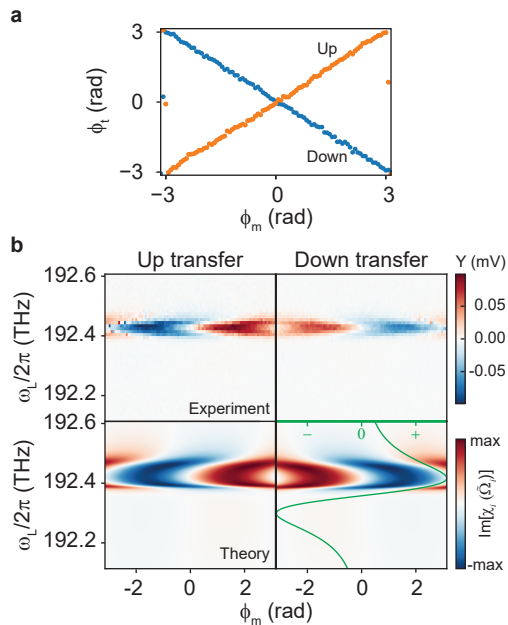 a
3
0
−3
ϕt (rad)
Up
Down
−3
0
3
ϕm (rad)
b
Up transfer
Down transfer
Y (mV)
192.6
192.4
192.2
ωL/2π (THz)
Experiment
0.05
0.00
−0.05
192.6
192.4
192.2
ωL/2π (THz)
− 0 +
Theory
max
-max
−2
0
2
−2
0
2
ϕm (rad)